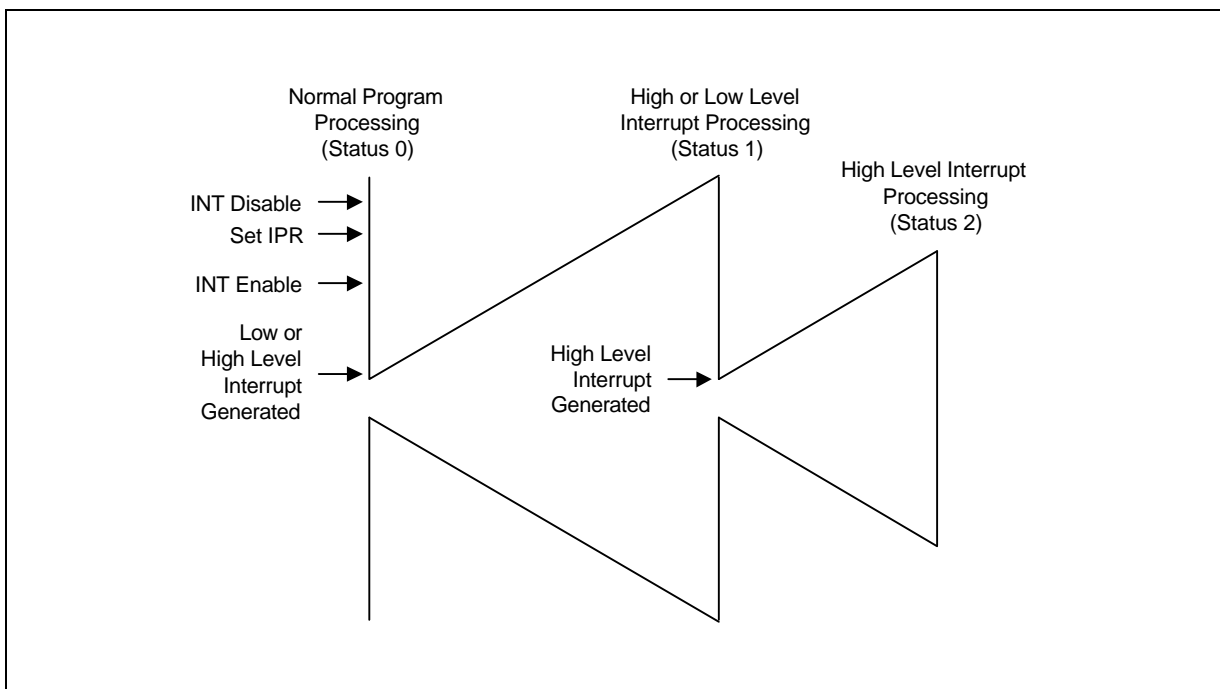 Normal Program
Processing
(Status 0)
High or Low Level
Interrupt Processing
(Status 1)
High Level Interrupt
Processing
(Status 2)
INT Disable
Set IPR
INT Enable
Low or
High Level
Interrupt
Generated
High Level
Interrupt
Generated